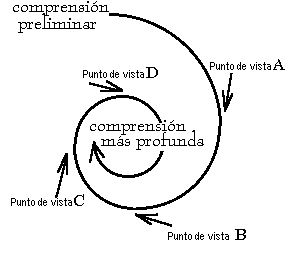 comprensión
preliminar
Punto de vista A
Punto de vista D
comprensión
más profunda
Punto de vista C
Punto de vista B